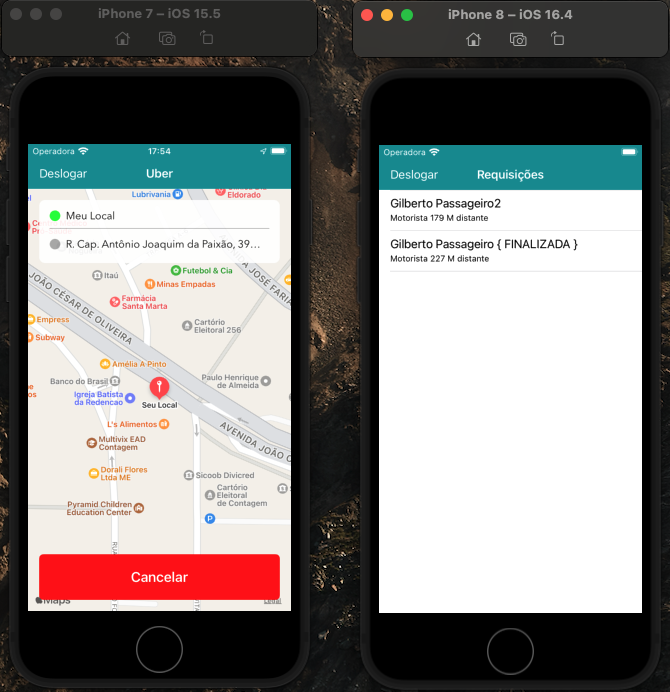 iPhone 7 – iOS 15.5
Operadora
17:54
Deslogar
Uber
Lubrivania
Eldorado
Meu Local
R. Cap. Antônio Joaquim da Paixão, 39...
Futebol & Cia
Itaú
Minas Empadas
JOÃO CÉSAR DE OLIVEIRA
Farmácia
Santa Marta
Empress
Cartório
Eleitoral 256
Subway
Amélia A Pinto
Banco do Brasil
Paulo Henrique
de Almeida
Igreja Batista
da Redencao
Seu Local
L's Alimentos
AVENIDA JOÃO C
Multivix EAD
Contagem
Dorali Flores
Ltda ME
Sicoob Divicred
Cartório
Eleitoral
de Contagem
Pyramid Children
Education Center
P
Cancelar
Maps
Legal
iPhone 8 – iOS 16.4
Operadora
Deslogar
Requisições
Gilberto Passageiro2
Motorista 179 M distante
Gilberto Passageiro { FINALIZADA }
Motorista 227 M distante